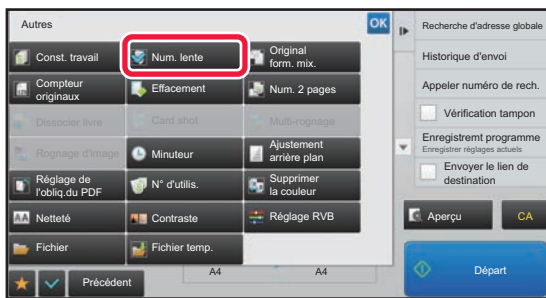 Autres
OK
Const. travail
Num. lente
Original
form. mix.
Compteur
originaux
Effacement
Num. 2 pages
Dissocier livre
Card shot
Multi-rognage
Rognage d'image
Minuteur
Ajustement
arrière plan
Réglage de
l'obliq.du PDF
N° d'utilis.
Supprimer
la couleur
AA
Netteté
Contraste
Réglage RVB
Fichier
Fichier temp.
Précédent
A4
A4
Recherche d'adresse globale
Historique d'envoi
Appeler numéro de rech.
Vérification tampon
Enregistremt programme
Enregistrer réglages actuels
Envoyer le lien de
destination
Aperçu
CA
Départ